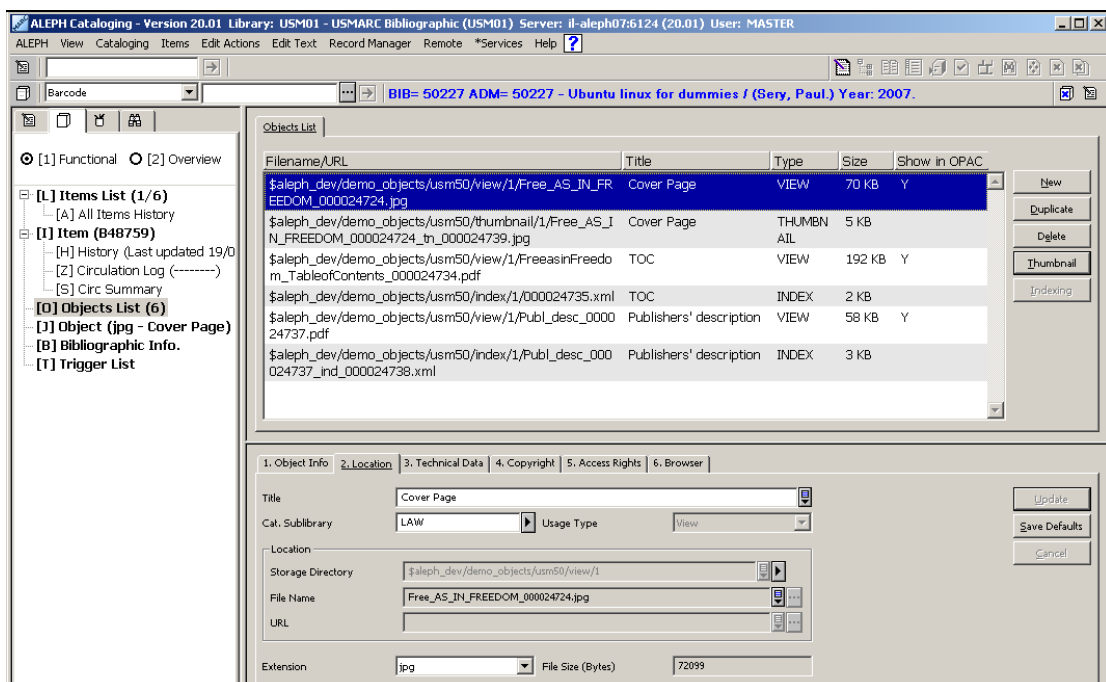 ALEPH Cataloging - Version 20.01 Library: USM01 - USMARC Bibliographic (USM01) Server: il-aleph07:6124 (20.01) User: MASTER
ALEPH View Cataloging Items Edit Actions Edit Text Record Manager Remote *Services Help ?
Barcode ... BIB= 50227 ADM= 50227 - Ubuntu linux for dummies / (Sery, Paul.) Year: 2007.
[1] Functional [2] Overview
[L] Items List (1/6)
[A] All Items History
[I] Item (B48759)
[H] History (Last updated 19/0
[Z] Circulation Log (--------)
[S] Circ Summary
[O] Objects List (6)
[J] Object (jpg - Cover Page)
[B] Bibliographic Info.
[T] Trigger List
Objects List
Filename/URL Title Type Size Show in OPAC
$aleph_dev/demo_objects/usm50/view/1/Free_AS_IN_FR Cover Page VIEW 70 KB Y
EEDOM_000024724.jpg
$aleph_dev/demo_objects/usm50/thumbnail/1/Free_AS_I Cover Page THUMBN 5 KB
N_FREEDOM_000024724_tn_000024739.jpg AIL
$aleph_dev/demo_objects/usm50/view/1/FreeasinFreedo TOC VIEW 192 KB Y
m_TableofContents_000024734.pdf
$aleph_dev/demo_objects/usm50/index/1/000024735.xml TOC INDEX 2 KB
$aleph_dev/demo_objects/usm50/view/1/Publ_desc_0000 Publishers' description VIEW 58 KB Y
24737.pdf
$aleph_dev/demo_objects/usm50/index/1/Publ_desc_000 Publishers' description INDEX 3 KB
024737_ind_000024738.xml
New
Duplicate
Delete
Thumbnail
Indexing
1. Object Info 2. Location 3. Technical Data 4. Copyright 5. Access Rights 6. Browser
Title Cover Page
Cat. Sublibrary LAW Usage Type View
Location
Storage Directory $aleph_dev/demo_objects/usm50/view/1
File Name Free_AS_IN_FREEDOM_000024724.jpg ...
URL ...
Extension jpg File Size (Bytes) 72099
Update
Save Defaults
Cancel